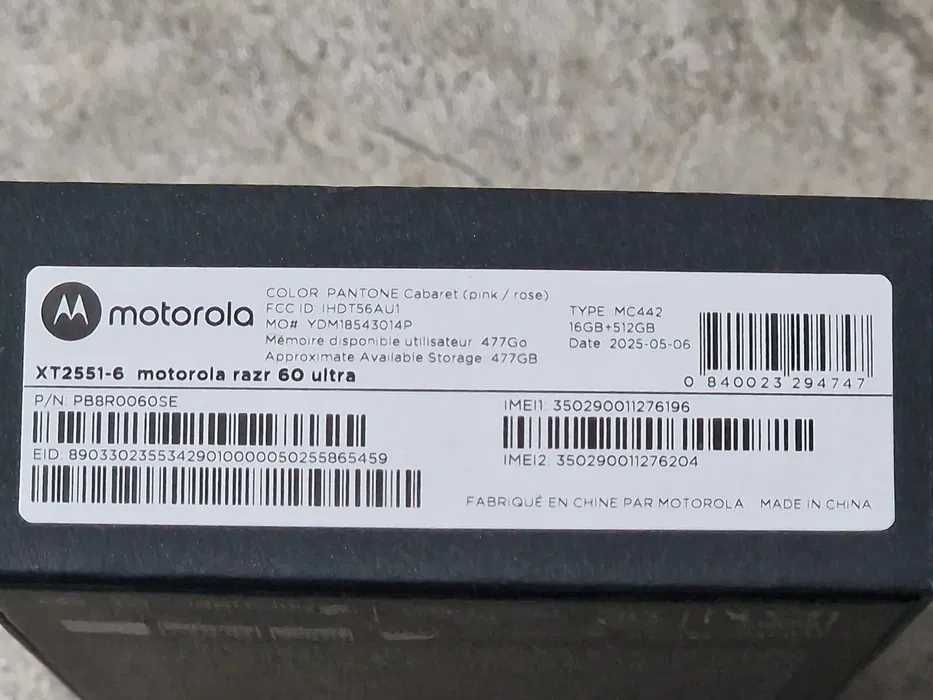 motorola
COLOR PANTONE Cabaret (pink / rose)
FCC ID IHDT56AU1
MO# YDM18543014P
Mémoire disponible utilisateur 477Go
Approximate Available Storage 477GB
TYPE MC442
16GB+512GB
Date 2025-05-06
0 840023 294747
XT2551-6 motorola razr 60 ultra
P/N: PB8R0060SE
EID: 89033023553429010000050255865459
IMEI1: 350290011276196
IMEI2: 350290011276204
FABRIQUÉ EN CHINE PAR MOTOROLA MADE IN CHINA